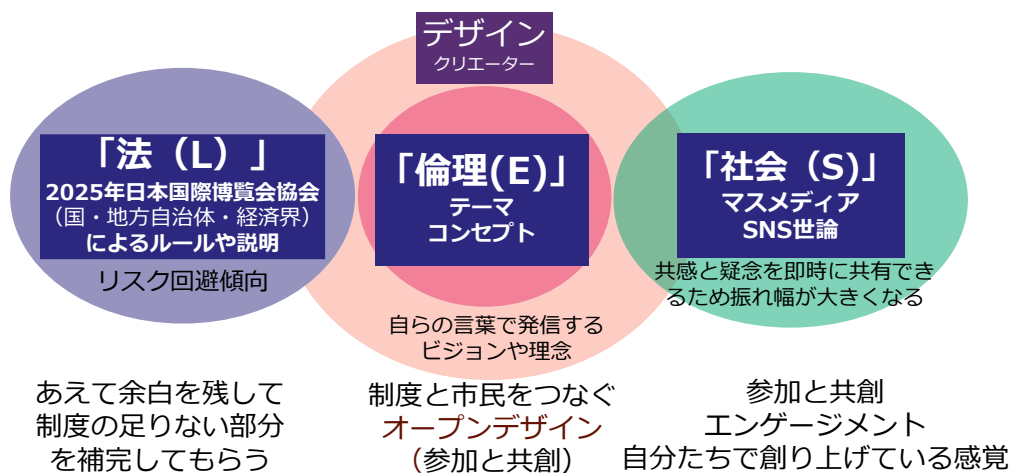 デザイン
クリエーター
「法（L）」
2025年日本国際博覧会協会
（国・地方自治体・経済界）
によるルールや説明
リスク回避傾向
「倫理(E)」
テーマ
コンセプト
自らの言葉で発信する
ビジョンや理念
「社会（S)」
マスメディア
SNS世論
共感と疑念を即時に共有でき
るため振れ幅が大きくなる
あえて余白を残して
制度の足りない部分
を補完してもらう
制度と市民をつなぐ
オープンデザイン
（参加と共創）
参加と共創
エンゲージメント
自分たちで創り上げている感覚